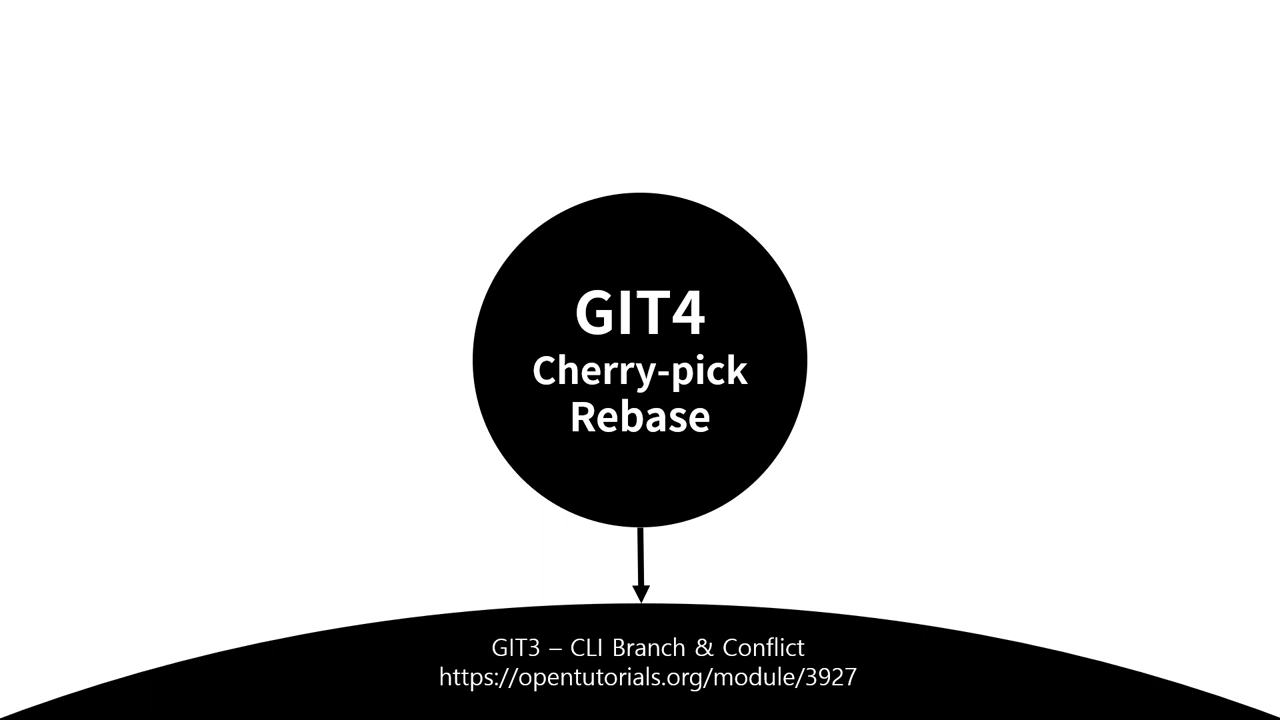 GIT4
Cherry-pick
Rebase
GIT3 – CLI Branch & Conflict
https://opentutorials.org/module/3927